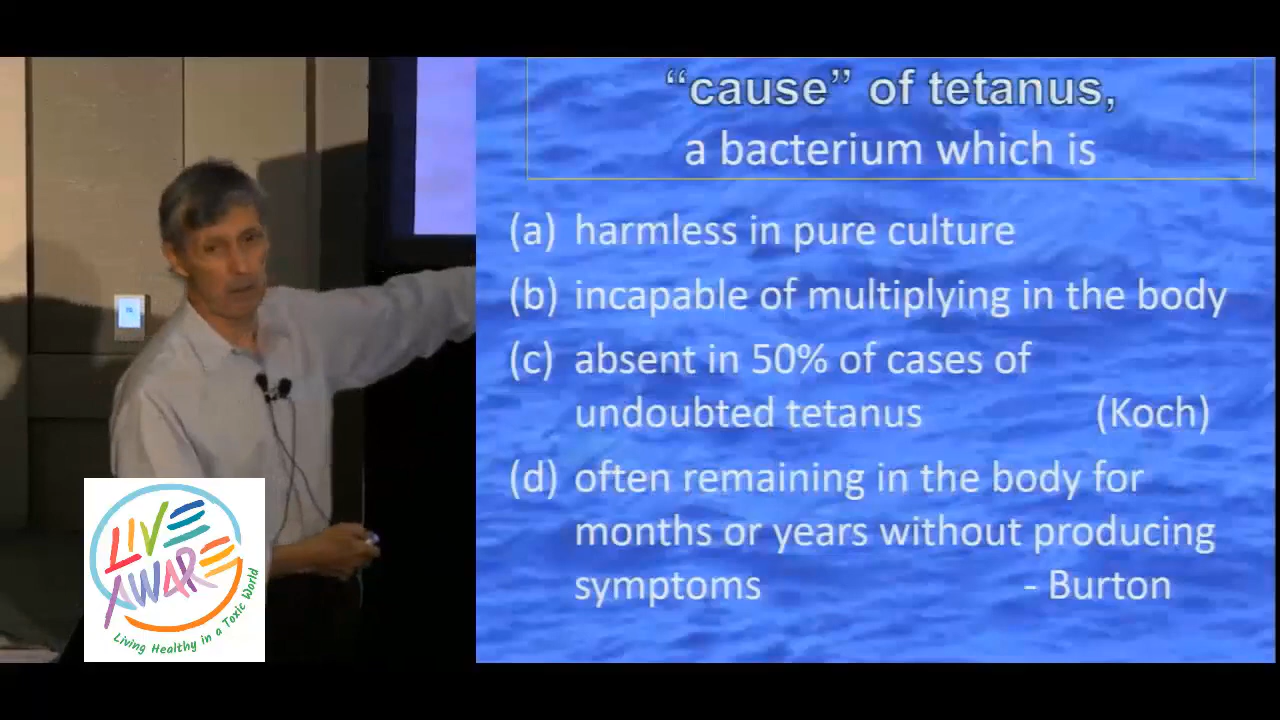 “cause” of tetanus,
a bacterium which is
(a) harmless in pure culture
(b) incapable of multiplying in the body
(c) absent in 50% of cases of
undoubted tetanus (Koch)
(d) often remaining in the body for
months or years without producing
symptoms - Burton
LIVE
AWARE
Living Healthy in a Toxic World